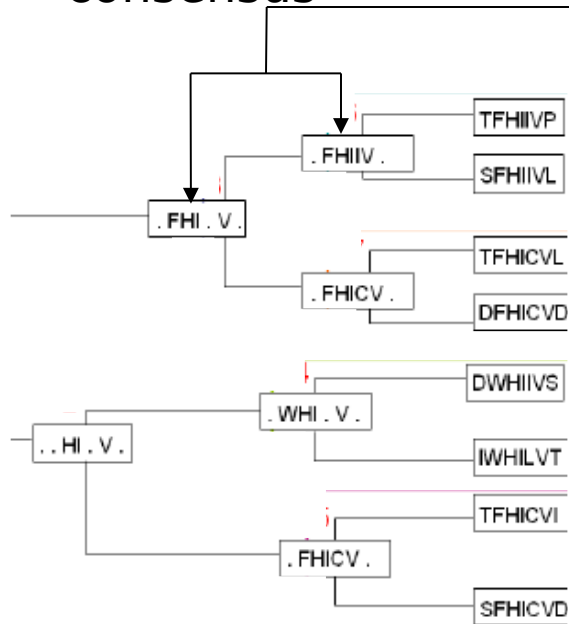 consensus
TFHIIVP
. FHIIV .
SFHIIVL
. FHI . V .
TFHICVL
. FHICV .
DFHICVD
DWHIIVS
. WHI . V .
. . HI . V .
IWHILVT
TFHICVI
. FHICV .
SFHICVD